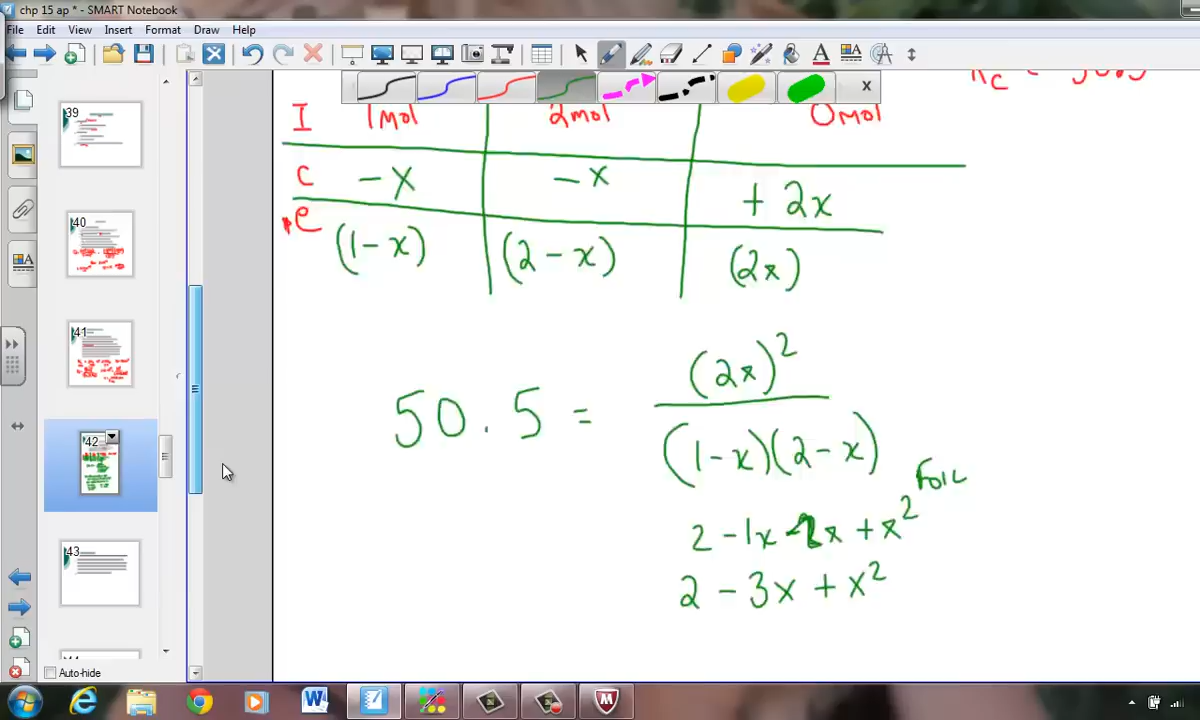 chp 15 ap * - SMART Notebook
File Edit View Insert Format Draw Help
39
40
41
42
43
Auto-hide
I 1mol 2mol 0mol
C -x -x + 2x
e (1-x) (2-x) (2x)
50.5 = (2x)²
(1-x)(2-x)
FOIL
2 -1x -2x + x²
2 - 3x + x²